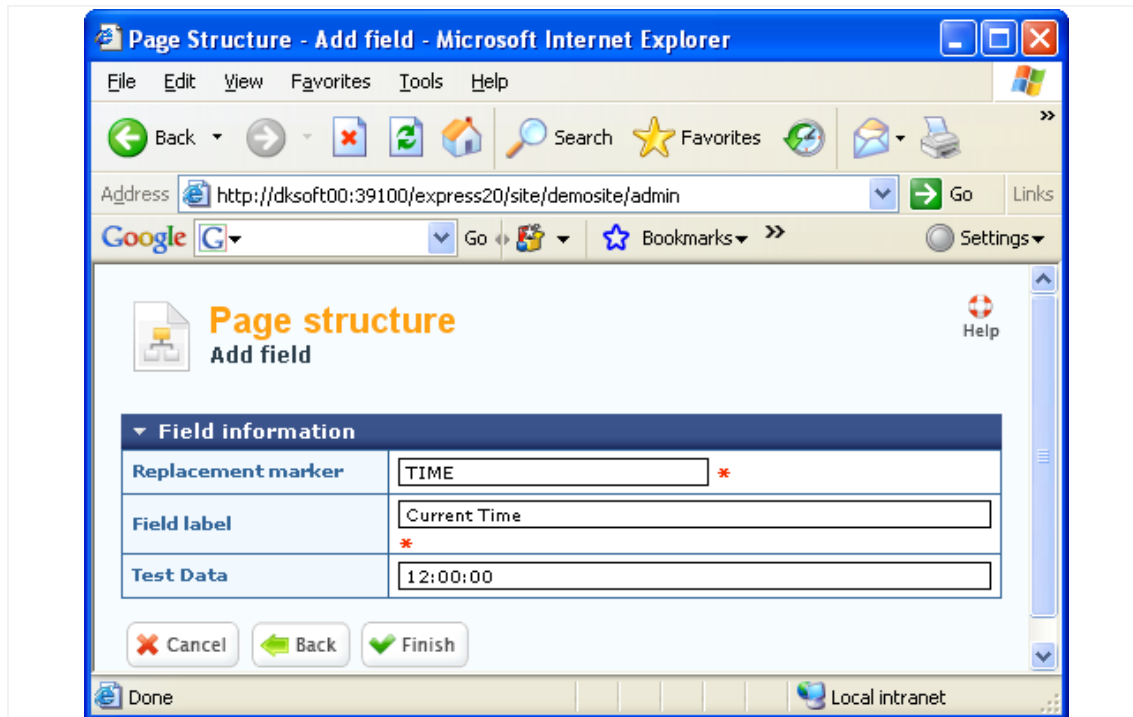 Page Structure - Add field - Microsoft Internet Explorer
File Edit View Favorites Tools Help
Back Search Favorites »
Address http://dksoft00:39100/express20/site/demosite/admin Go Links
Google G Go Bookmarks » Settings
Page structure
Add field
Help
Field information
Replacement marker TIME *
Field label Current Time
*
Test Data 12:00:00
Cancel Back Finish
Done Local intranet